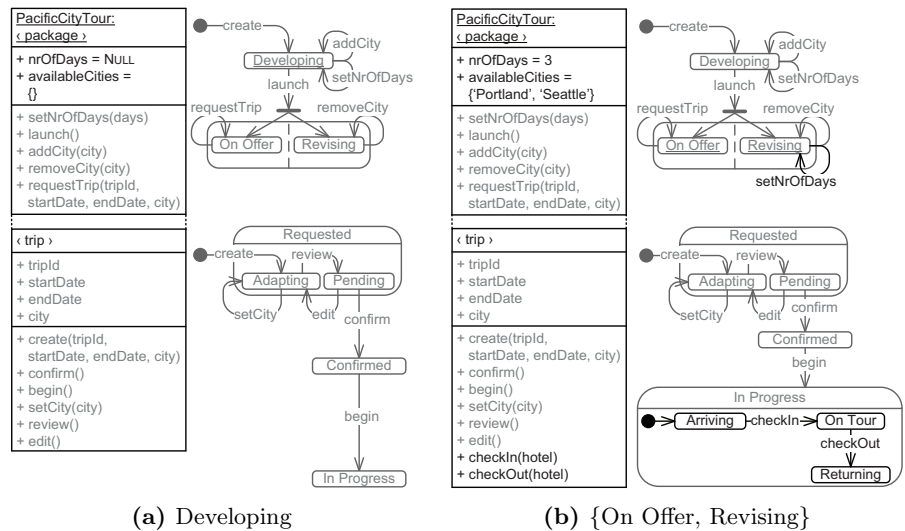 PacificCityTour:
‹ package ›
+ nrOfDays = NULL
+ availableCities =
{}
+ setNrOfDays(days)
+ launch()
+ addCity(city)
+ removeCity(city)
+ requestTrip(tripId,
startDate, endDate, city)
‹ trip ›
+ tripId
+ startDate
+ endDate
+ city
+ create(tripId,
startDate, endDate, city)
+ confirm()
+ begin()
+ setCity(city)
+ review()
+ edit()
create
addCity
Developing
setNrOfDays
launch
requestTrip
removeCity
On Offer
Revising
Requested
create
review
Adapting
Pending
setCity
edit
confirm
Confirmed
begin
In Progress
(a) Developing
PacificCityTour:
‹ package ›
+ nrOfDays = 3
+ availableCities =
{‘Portland’, ‘Seattle’}
+ setNrOfDays(days)
+ launch()
+ addCity(city)
+ removeCity(city)
+ requestTrip(tripId,
startDate, endDate, city)
‹ trip ›
+ tripId
+ startDate
+ endDate
+ city
+ create(tripId,
startDate, endDate, city)
+ confirm()
+ begin()
+ setCity(city)
+ review()
+ edit()
+ checkIn(hotel)
+ checkOut(hotel)
create
addCity
Developing
setNrOfDays
launch
requestTrip
removeCity
On Offer
Revising
setNrOfDays
Requested
create
review
Adapting
Pending
setCity
edit
confirm
Confirmed
begin
In Progress
Arriving
checkIn
On Tour
checkOut
Returning
(b) {On Offer, Revising}